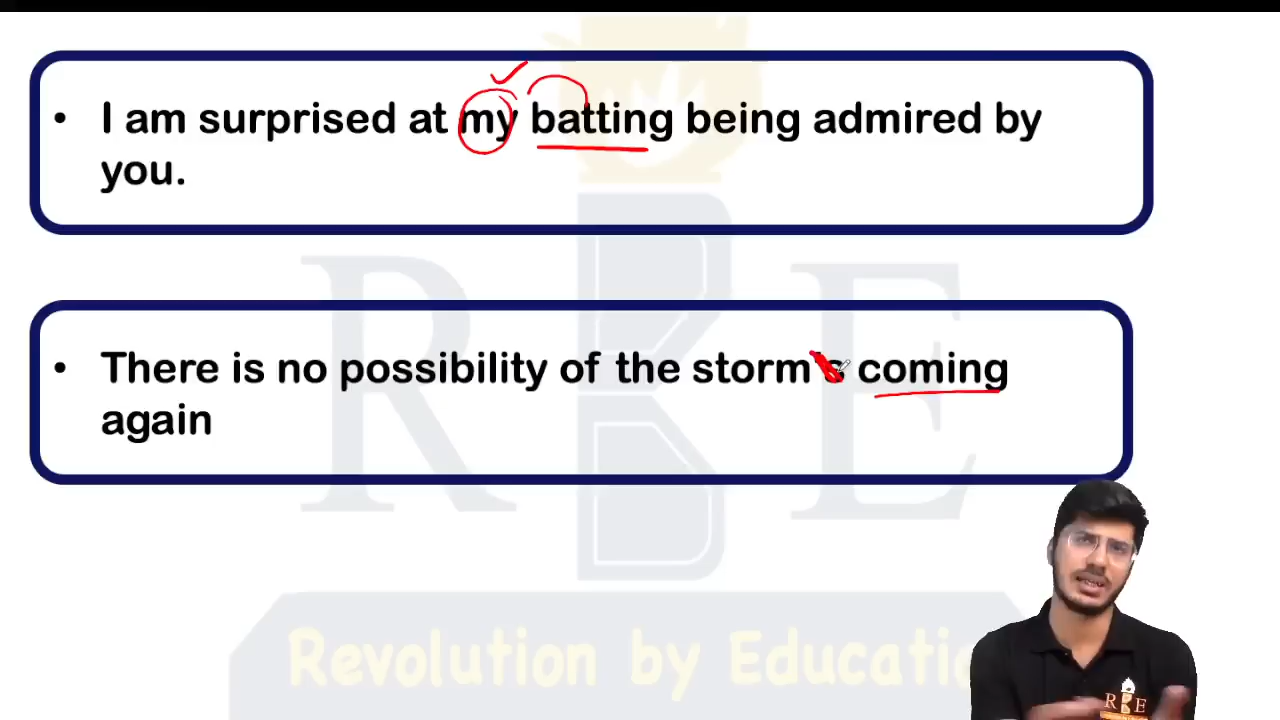 • I am surprised at my batting being admired by
you.
• There is no possibility of the storm's coming
again
R B E
Revolution by Educatio
R B E